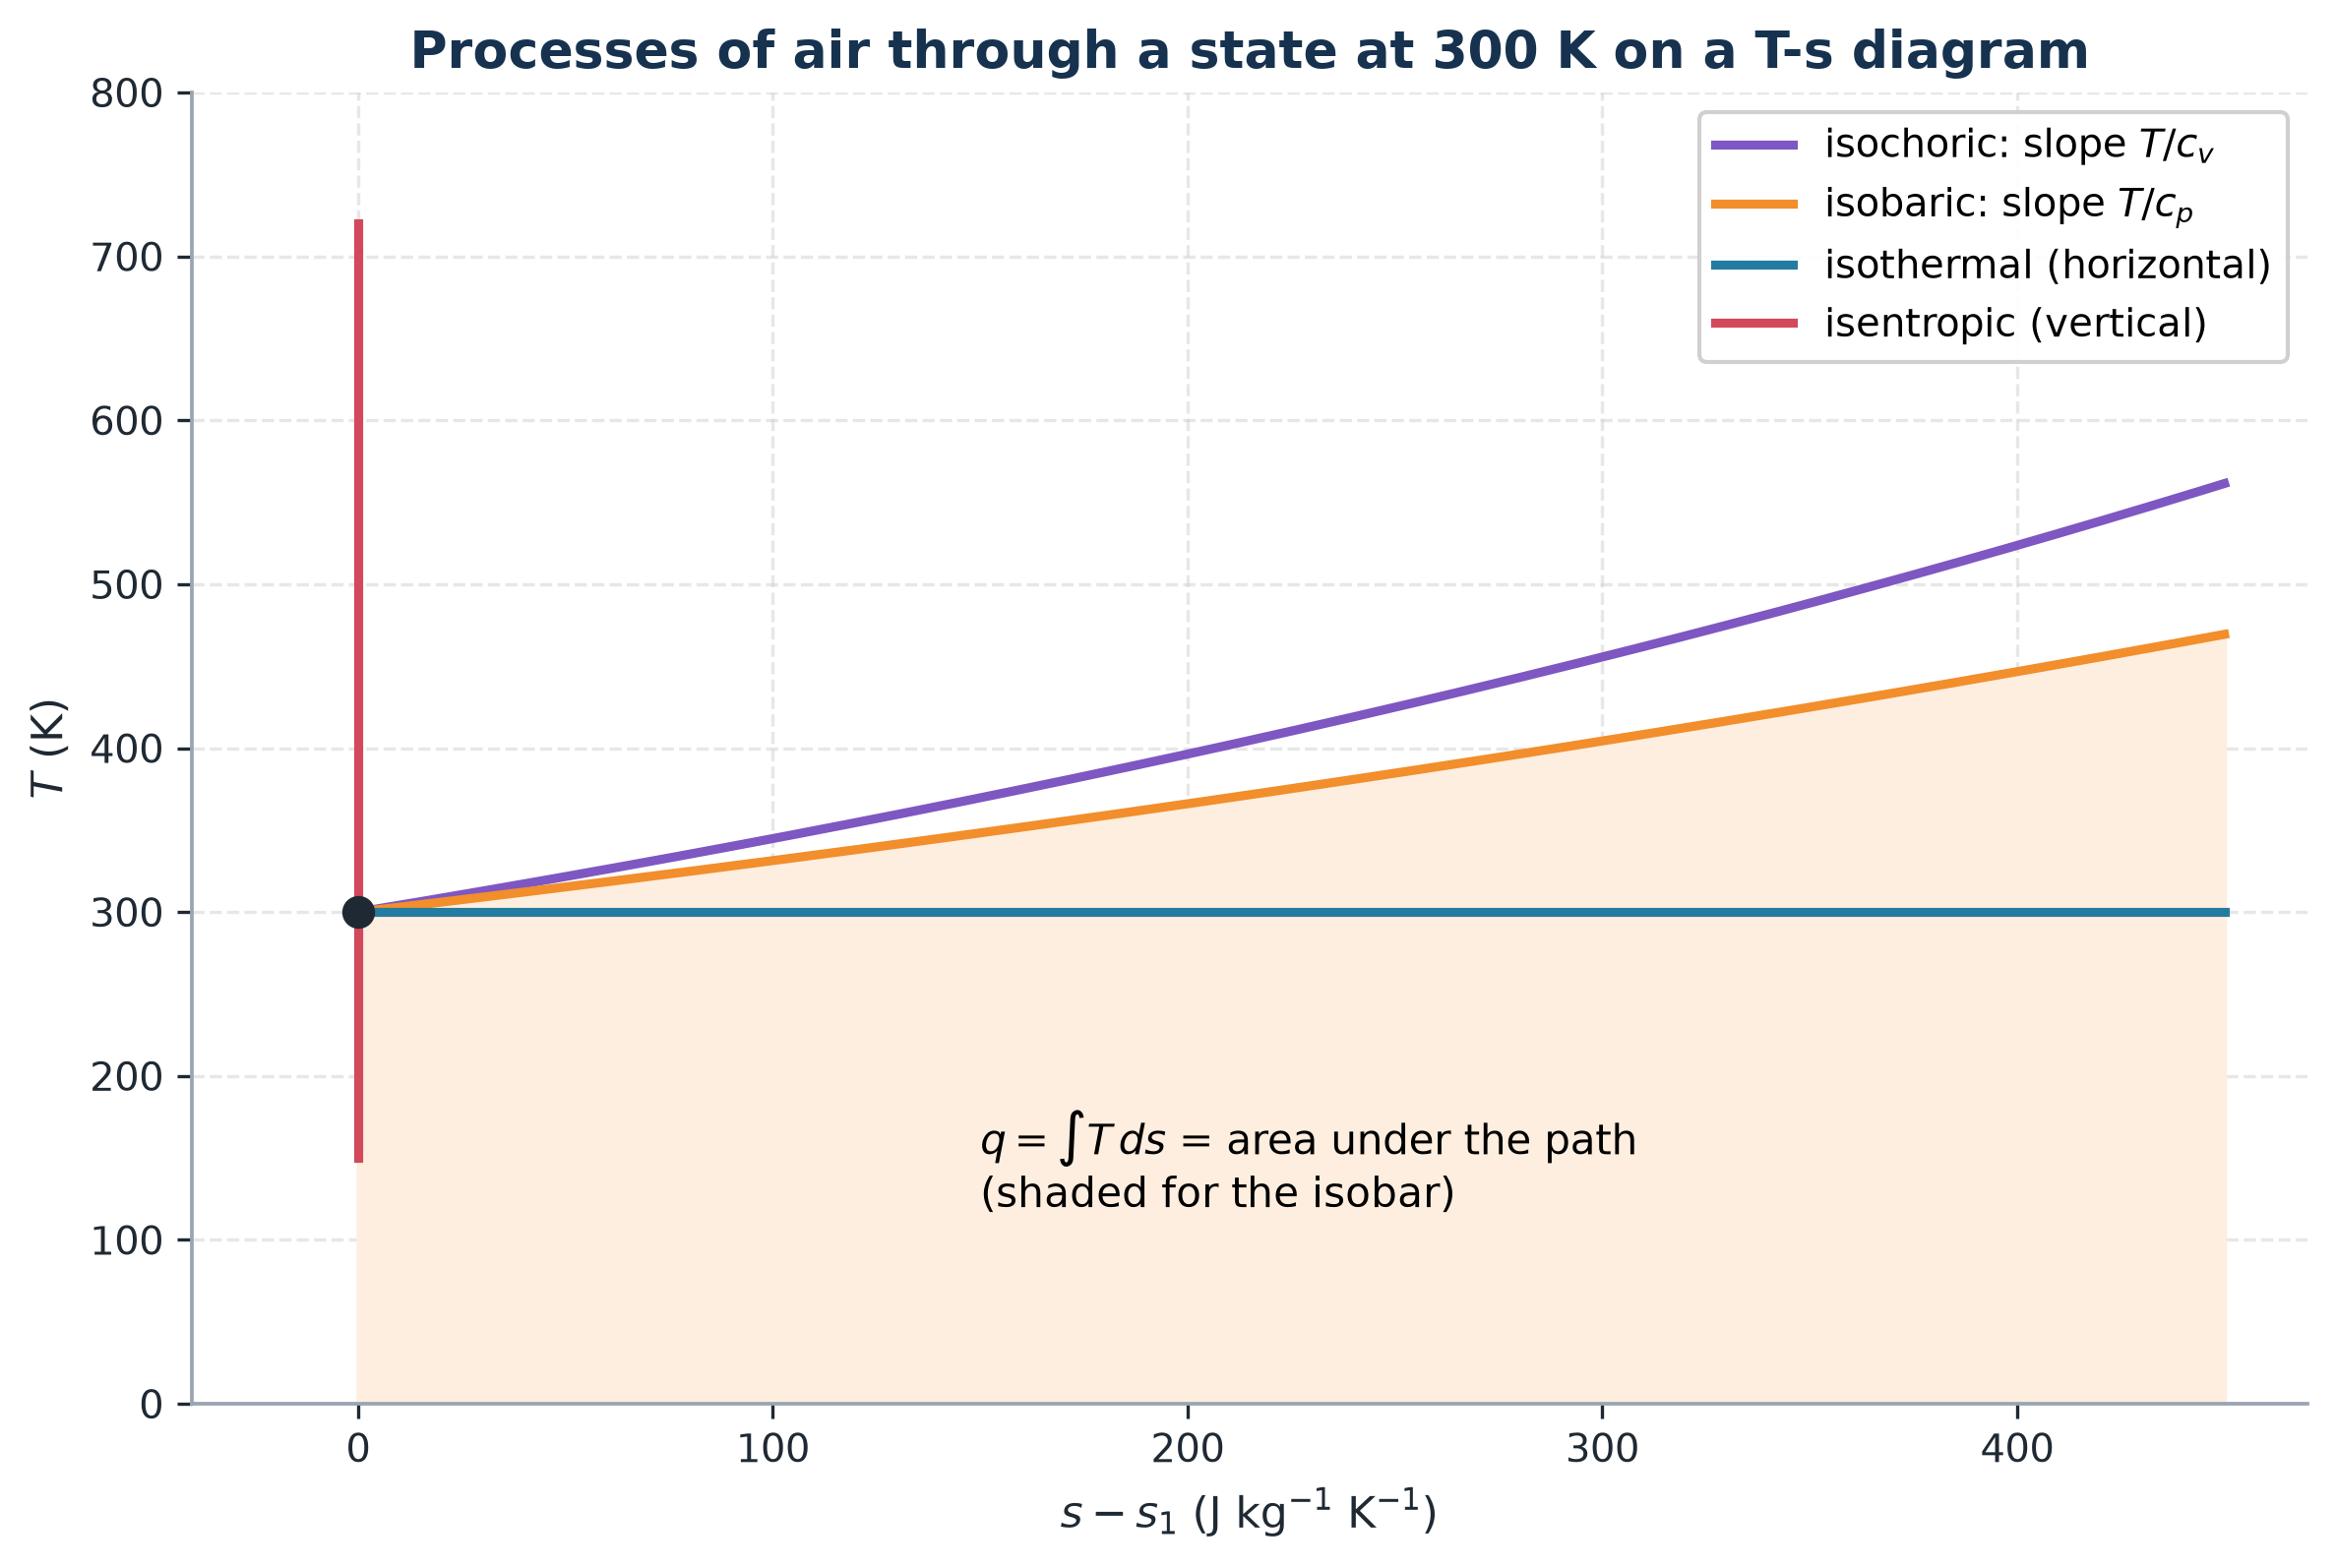 Processes of air through a state at 300 K on a T-s diagram
800
700
600
500
400
300
200
100
0
T (K)
isochoric: slope T/c_v
isobaric: slope T/c_p
isothermal (horizontal)
isentropic (vertical)
q = ∫T ds = area under the path
(shaded for the isobar)
0 100 200 300 400
s − s₁ (J kg⁻¹ K⁻¹)